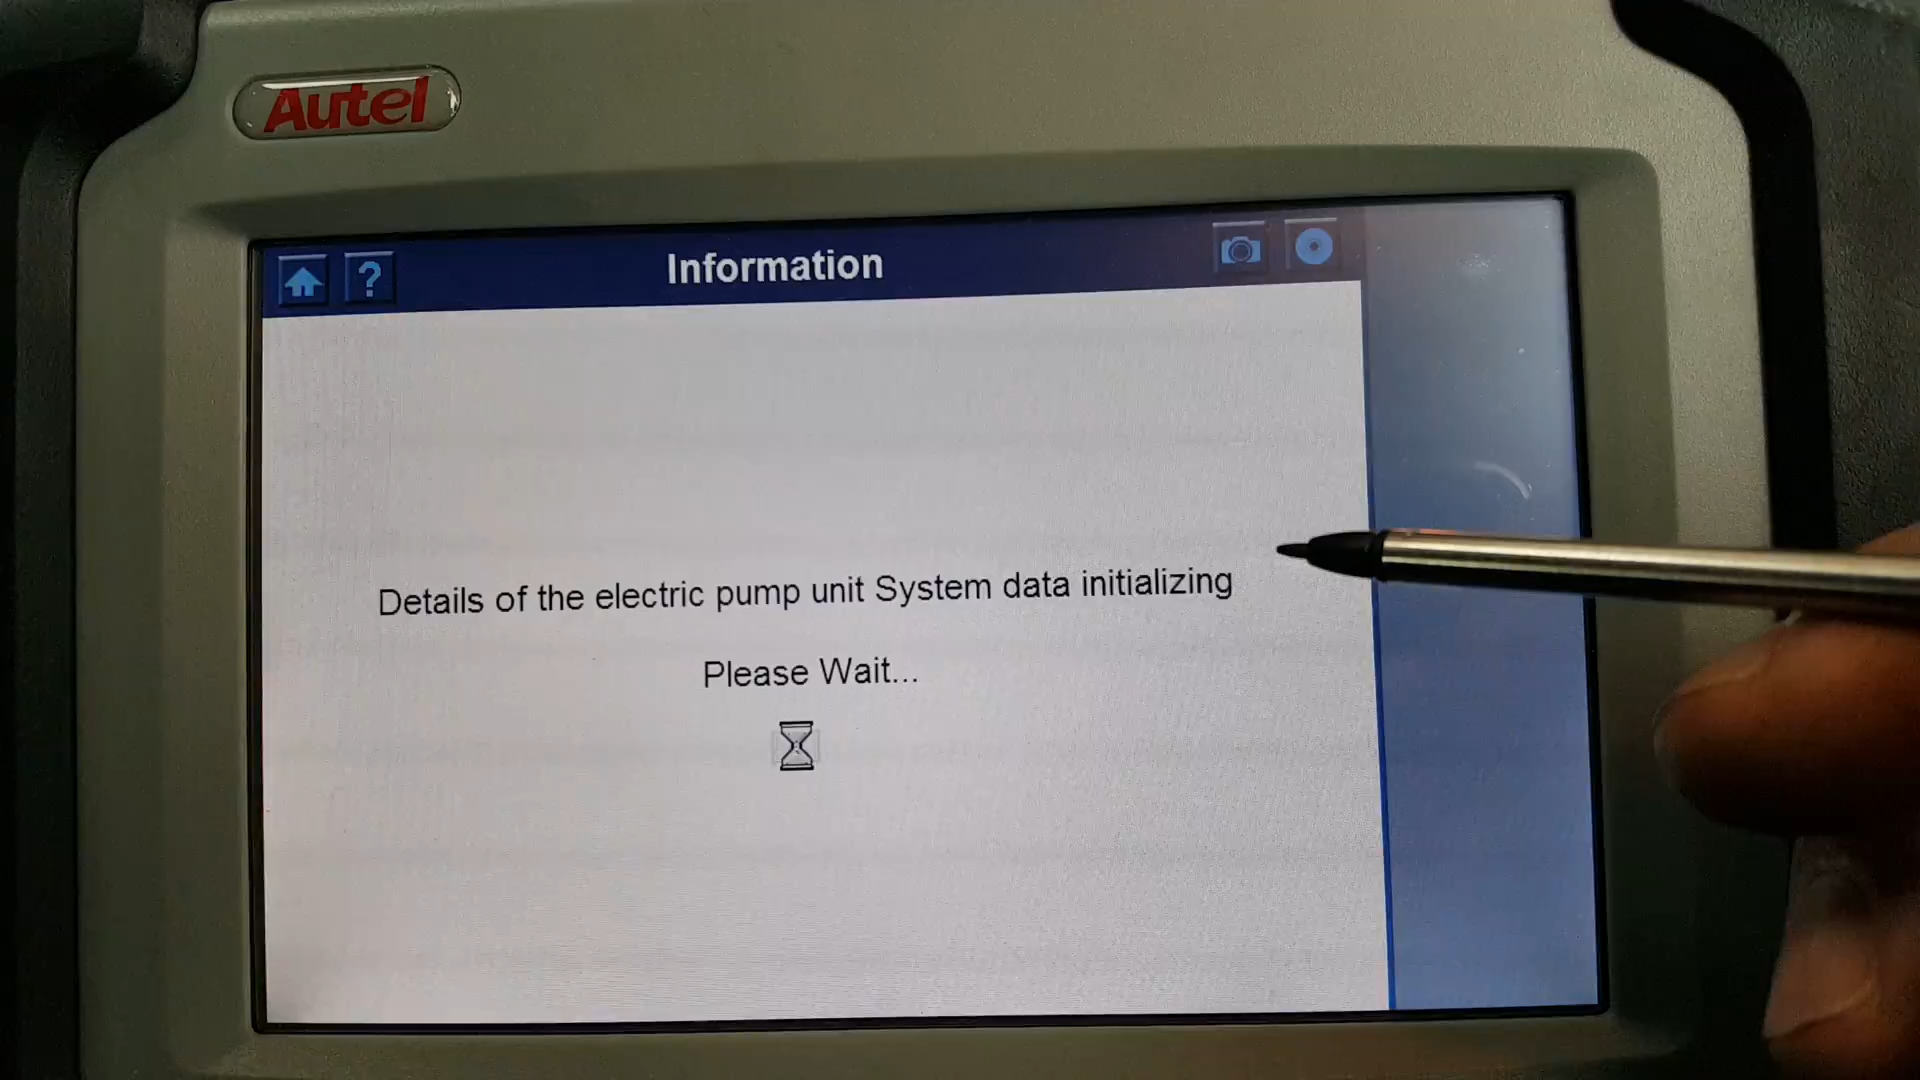 Autel
?
Information
Details of the electric pump unit System data initializing
Please Wait...